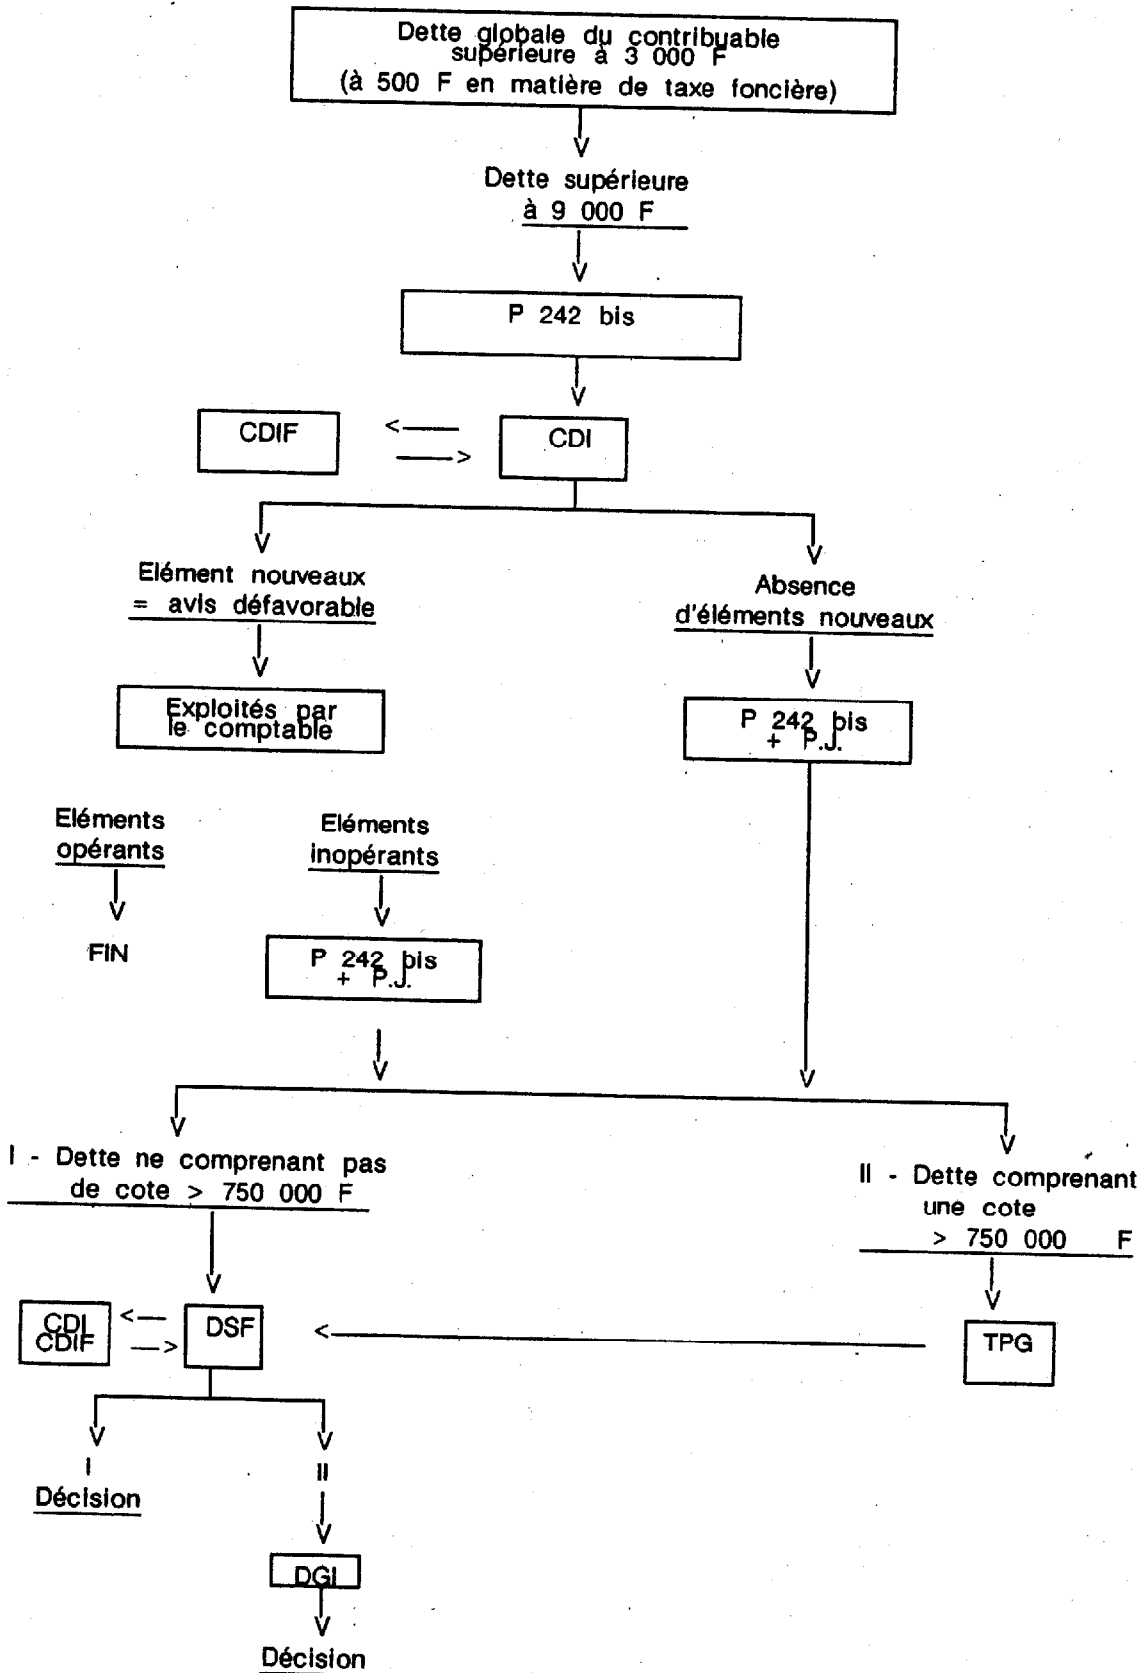 Dette globale du contribuable
supérieure à 3 000 F
(à 500 F en matière de taxe foncière)
Dette supérieure
à 9 000 F
P 242 bis
CDIF
CDI
Elément nouveaux
= avis défavorable
Absence
d'éléments nouveaux
Exploités par
le comptable
P 242 bis
+ P.J.
Eléments
opérants
Eléments
inopérants
FIN
P 242 bis
+ P.J.
I - Dette ne comprenant pas
de cote > 750 000 F
II - Dette comprenant
une cote
> 750 000 F
CDI
CDIF
DSF
TPG
I
Décision
II
DGI
Décision